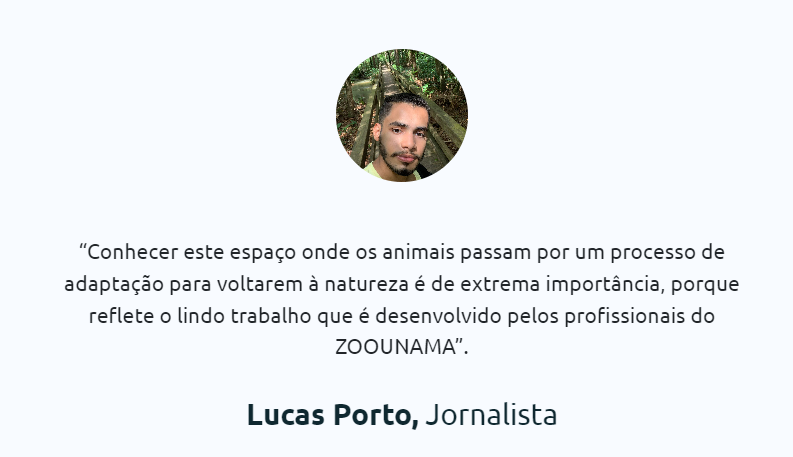 “Conhecer este espaço onde os animais passam por um processo de
adaptação para voltarem à natureza é de extrema importância, porque
reflete o lindo trabalho que é desenvolvido pelos profissionais do
ZOOUNAMA”.
Lucas Porto, Jornalista